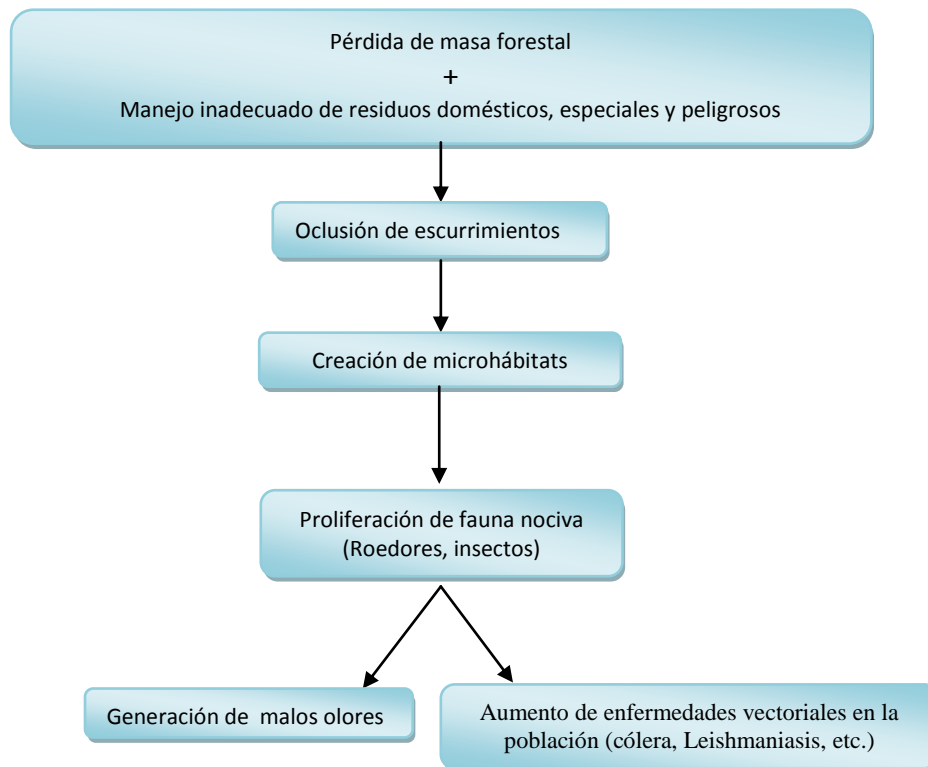 Pérdida de masa forestal
+
Manejo inadecuado de residuos domésticos, especiales y peligrosos
Oclusión de escurrimientos
Creación de microhábitats
Proliferación de fauna nociva
(Roedores, insectos)
Generación de malos olores
Aumento de enfermedades vectoriales en la
población (cólera, Leishmaniasis, etc.)